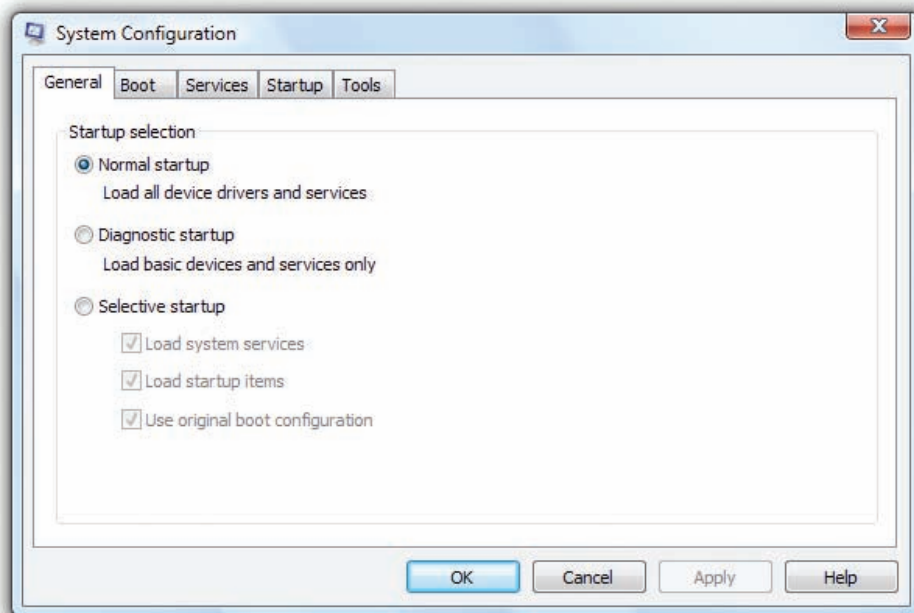 System Configuration
General Boot Services Startup Tools
Startup selection
Normal startup
Load all device drivers and services
Diagnostic startup
Load basic devices and services only
Selective startup
Load system services
Load startup items
Use original boot configuration
OK Cancel Apply Help